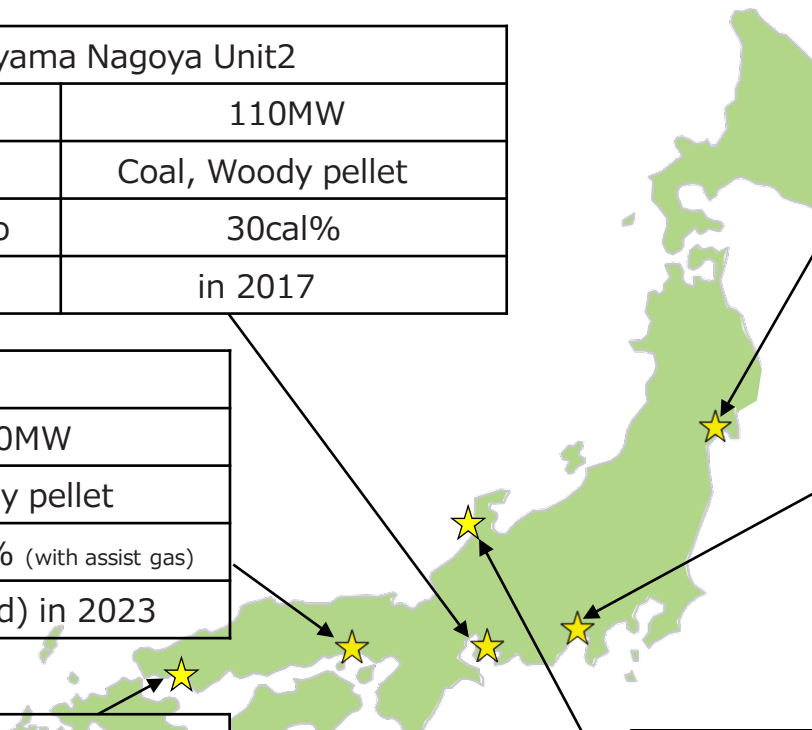 yama Nagoya Unit2
110MW
Coal, Woody pellet
30cal%
in 2017
0MW
y pellet
% (with assist gas)
d) in 2023